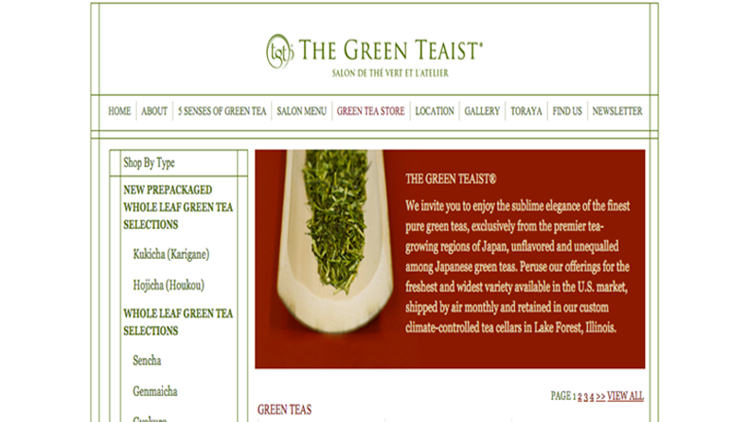 tgt
THE GREEN TEAIST®
SALON DE THÉ VERT ET L'ATELIER
HOME ABOUT 5 SENSES OF GREEN TEA SALON MENU GREEN TEA STORE LOCATION GALLERY TORAYA FIND US NEWSLETTER
Shop By Type
NEW PREPACKAGED
WHOLE LEAF GREEN TEA
SELECTIONS
Kukicha (Karigane)
Hojicha (Houkou)
WHOLE LEAF GREEN TEA
SELECTIONS
Sencha
Genmaicha
THE GREEN TEAIST®
We invite you to enjoy the sublime elegance of the finest
pure green teas, exclusively from the premier tea-
growing regions of Japan, unflavored and unequalled
among Japanese green teas. Peruse our offerings for the
freshest and widest variety available in the U.S. market,
shipped by air monthly and retained in our custom
climate-controlled tea cellars in Lake Forest, Illinois.
PAGE 1 2 3 4 >> VIEW ALL
GREEN TEAS